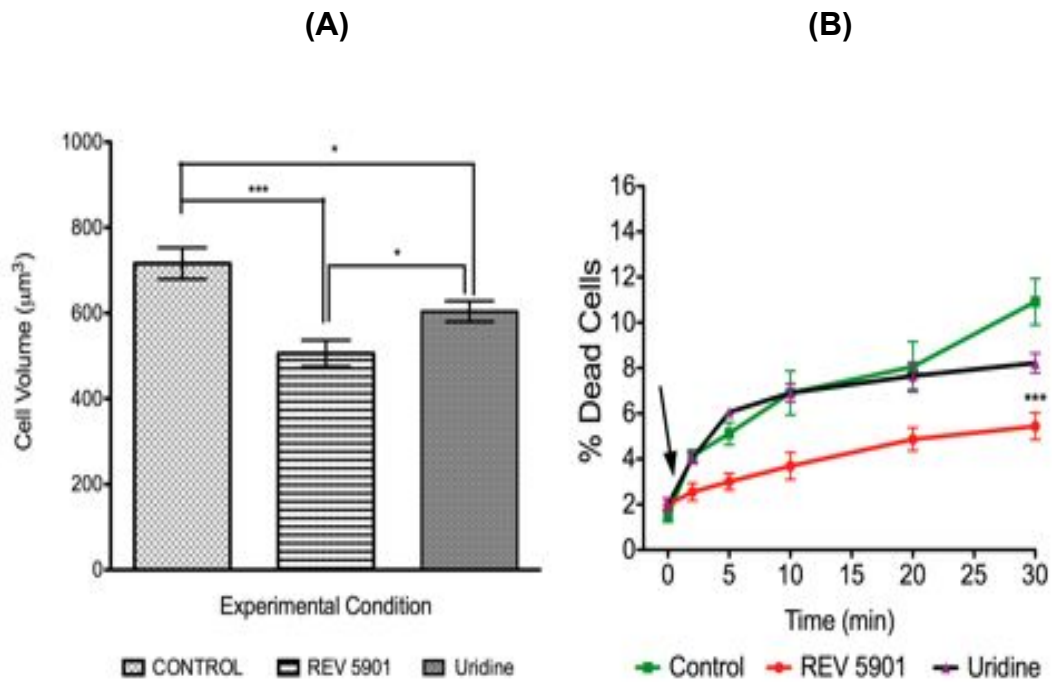 (A)
(B)
1000
800
600
400
200
0
Cell Volume (μm³)
*
***
*
Experimental Condition
CONTROL
REV 5901
Uridine
16
14
12
10
8
6
4
2
0
% Dead Cells
***
0
5
10
15
20
25
30
Time (min)
Control
REV 5901
Uridine